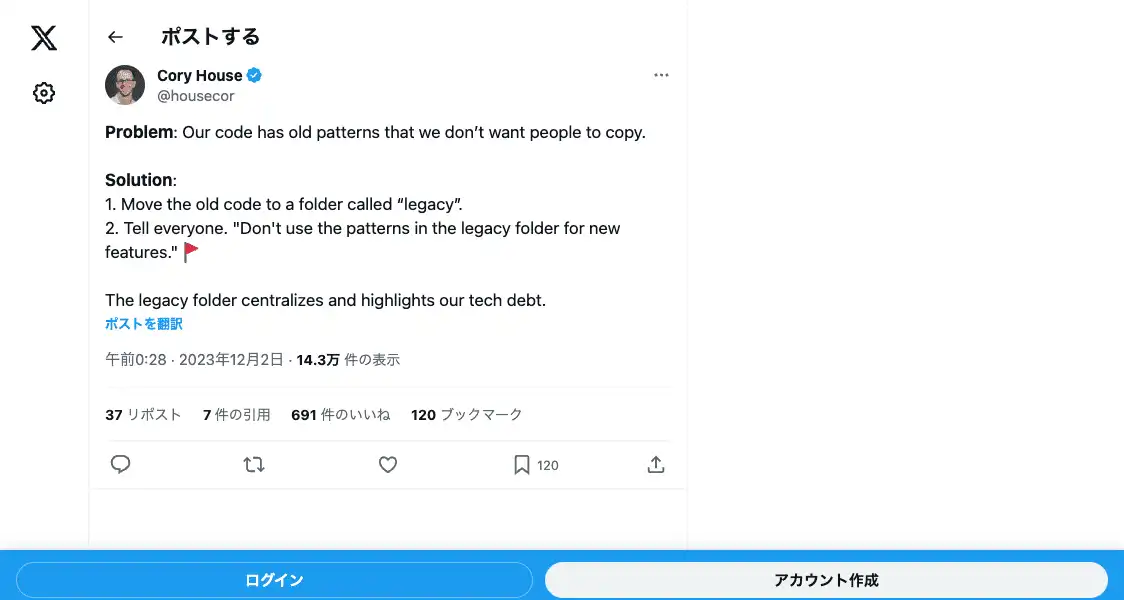 ポストする
Cory House
@housecor
Problem: Our code has old patterns that we don’t want people to copy.
Solution:
1. Move the old code to a folder called “legacy”.
2. Tell everyone. "Don't use the patterns in the legacy folder for new
features." 🚩
The legacy folder centralizes and highlights our tech debt.
ポストを翻訳
午前0:28 · 2023年12月2日 · 14.3万 件の表示
37 リポスト 7 件の引用 691 件のいいね 120 ブックマーク
120
ログイン
アカウント作成